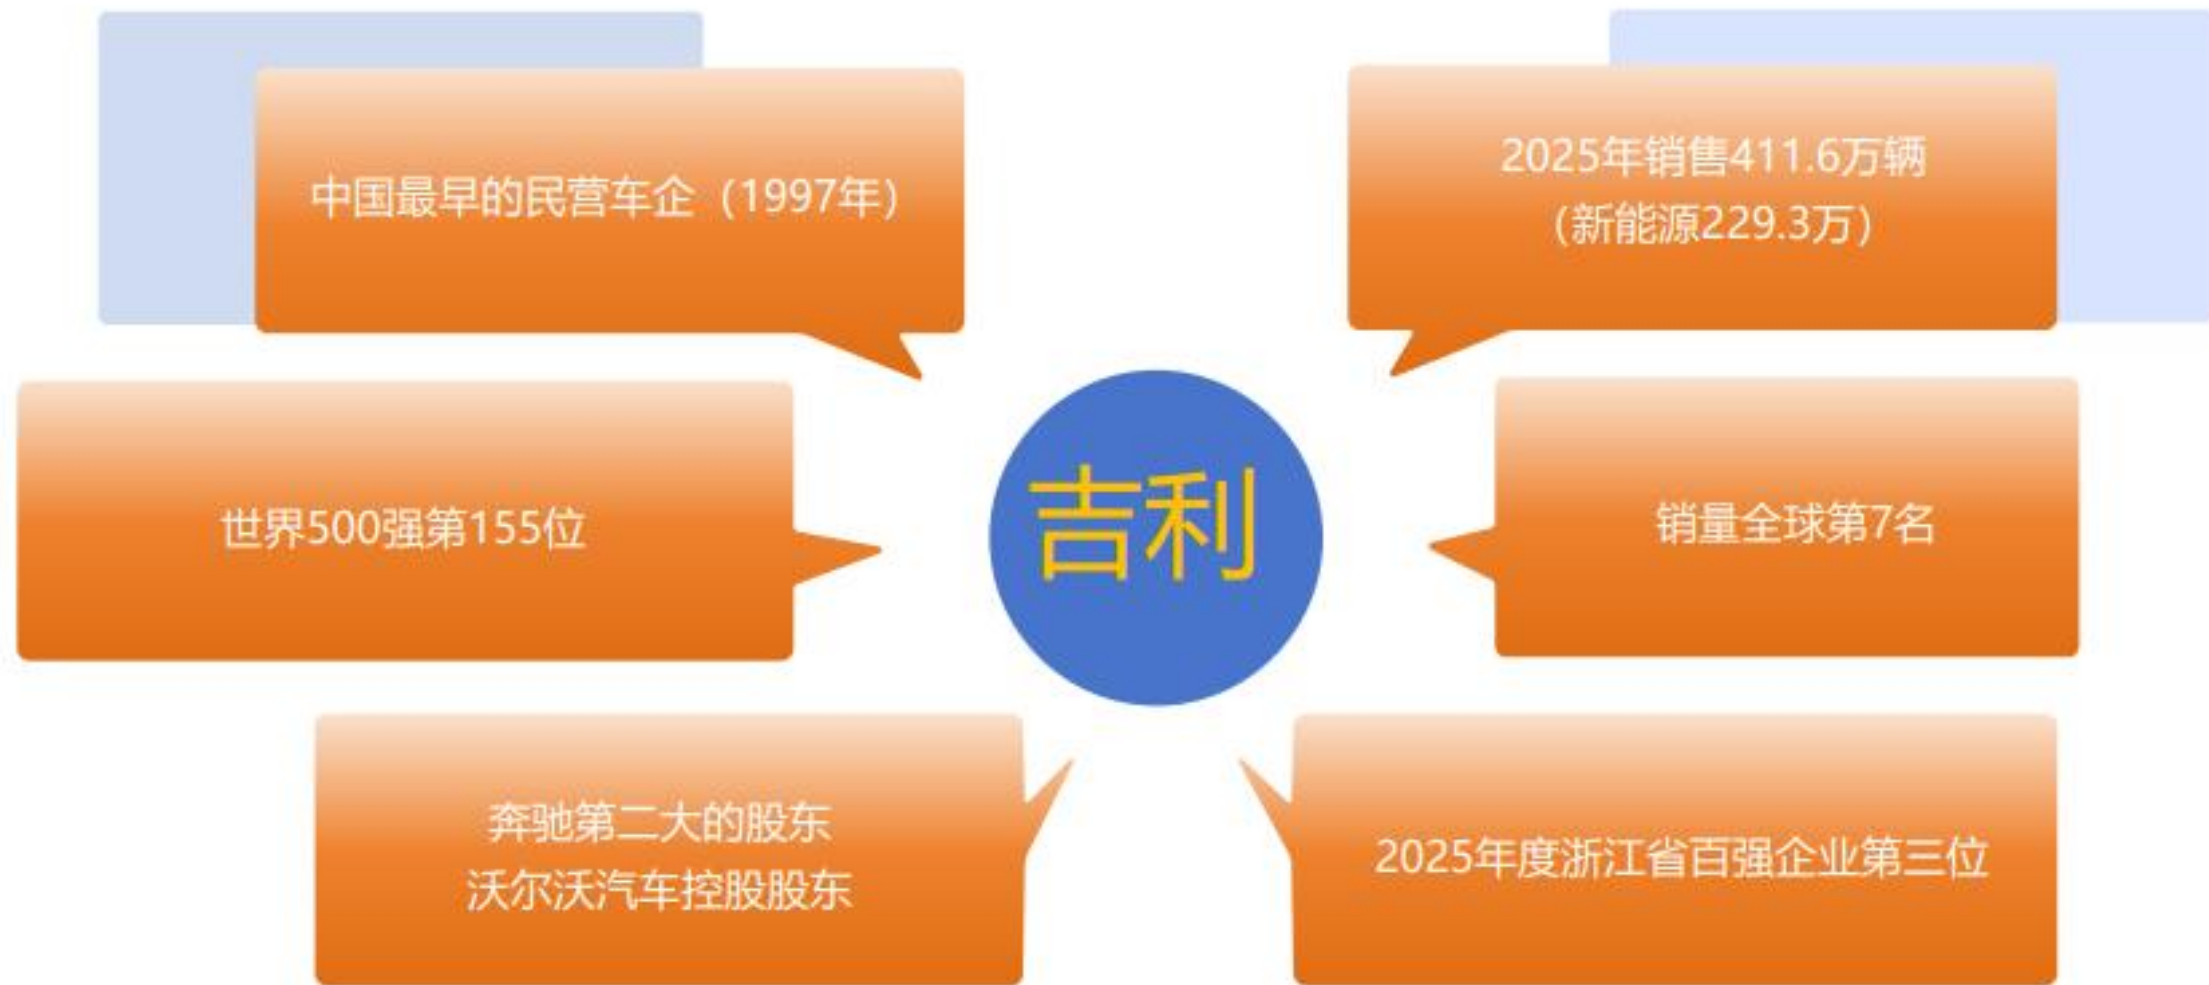 中国最早的民营车企（1997年）
2025年销售411.6万辆
（新能源229.3万）
世界500强第155位
吉利
销量全球第7名
奔驰第二大的股东
沃尔沃汽车控股股东
2025年度浙江省百强企业第三位